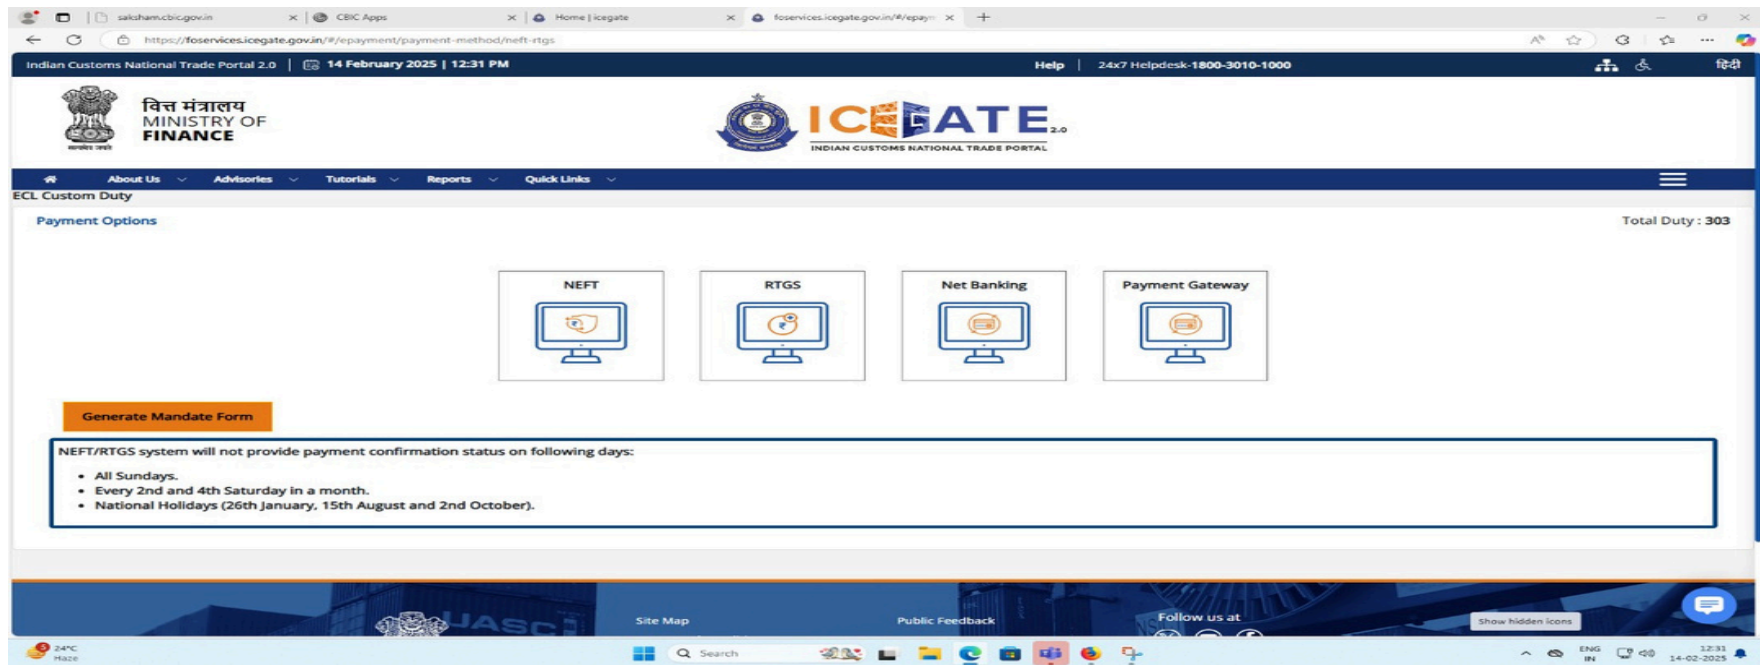 saksham.cbic.gov.in
CBIC Apps
Home | icegate
foservices.icegate.gov.in/#/epaym
https://foservices.icegate.gov.in/#/epayment/payment-method/neft-rtgs
Indian Customs National Trade Portal 2.0 | 14 February 2025 | 12:31 PM
Help | 24x7 Helpdesk-1800-3010-1000
हिंदी
वित्त मंत्रालय
MINISTRY OF
FINANCE
सत्यमेव जयते
ICEGATE 2.0
INDIAN CUSTOMS NATIONAL TRADE PORTAL
About Us
Advisories
Tutorials
Reports
Quick Links
ECL Custom Duty
Payment Options
Total Duty : 303
NEFT
RTGS
Net Banking
Payment Gateway
Generate Mandate Form
NEFT/RTGS system will not provide payment confirmation status on following days:
• All Sundays.
• Every 2nd and 4th Saturday in a month.
• National Holidays (26th January, 15th August and 2nd October).
UASC
Site Map
Public Feedback
Follow us at
Show hidden icons
24°C
Haze
Search
ENG
IN
12:31
14-02-2025